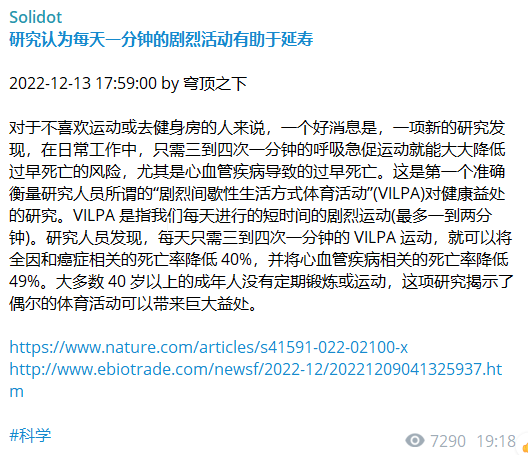 Solidot
研究认为每天一分钟的剧烈活动有助于延寿
2022-12-13 17:59:00 by 穹顶之下
对于不喜欢运动或去健身房的人来说，一个好消息是，一项新的研究发
现，在日常工作中，只需三到四次一分钟的呼吸急促运动就能大大降低
过早死亡的风险，尤其是心血管疾病导致的过早死亡。这是第一个准确
衡量研究人员所谓的“剧烈间歇性生活方式体育活动”(VILPA)对健康益处
的研究。VILPA 是指我们每天进行的短时间的剧烈运动(最多一到两分
钟)。研究人员发现，每天只需三到四次一分钟的 VILPA 运动，就可以将
全因和癌症相关的死亡率降低 40%，并将心血管疾病相关的死亡率降低
49%。大多数 40 岁以上的成年人没有定期锻炼或运动，这项研究揭示了
偶尔的体育活动可以带来巨大益处。
https://www.nature.com/articles/s41591-022-02100-x
http://www.ebiotrade.com/newsf/2022-12/20221209041325937.ht
m
#科学
7290 19:18